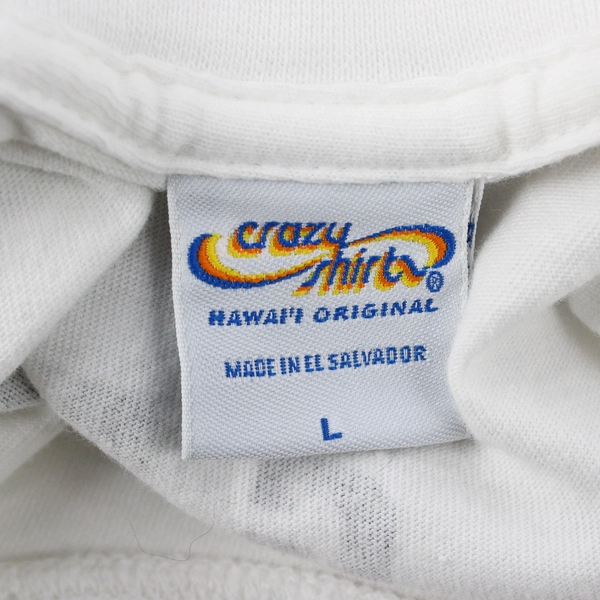 crazy
shirts®
HAWAI'I ORIGINAL
MADE IN EL SALVADOR
L